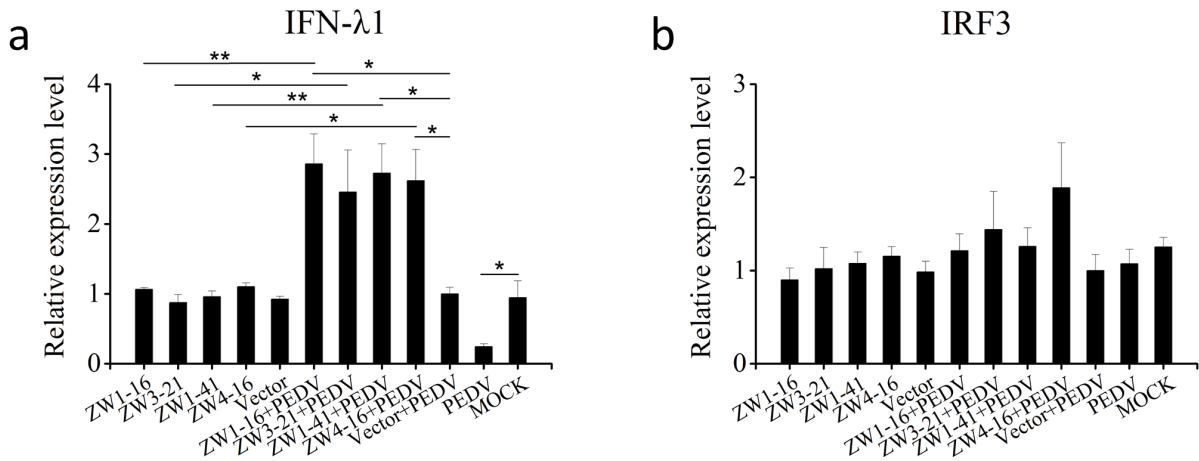 a
IFN-λ1
Relative expression level
4
3
2
1
0
**
*
*
**
*
*
*
*
ZW1-16
ZW3-21
ZW1-41
ZW4-16
Vector
ZW1-16+PEDV
ZW3-21+PEDV
ZW1-41+PEDV
ZW4-16+PEDV
Vector+PEDV
PEDV
MOCK
b
IRF3
Relative expression level
3
2
1
0
ZW1-16
ZW3-21
ZW1-41
ZW4-16
Vector
ZW1-16+PEDV
ZW3-21+PEDV
ZW1-41+PEDV
ZW4-16+PEDV
Vector+PEDV
PEDV
MOCK